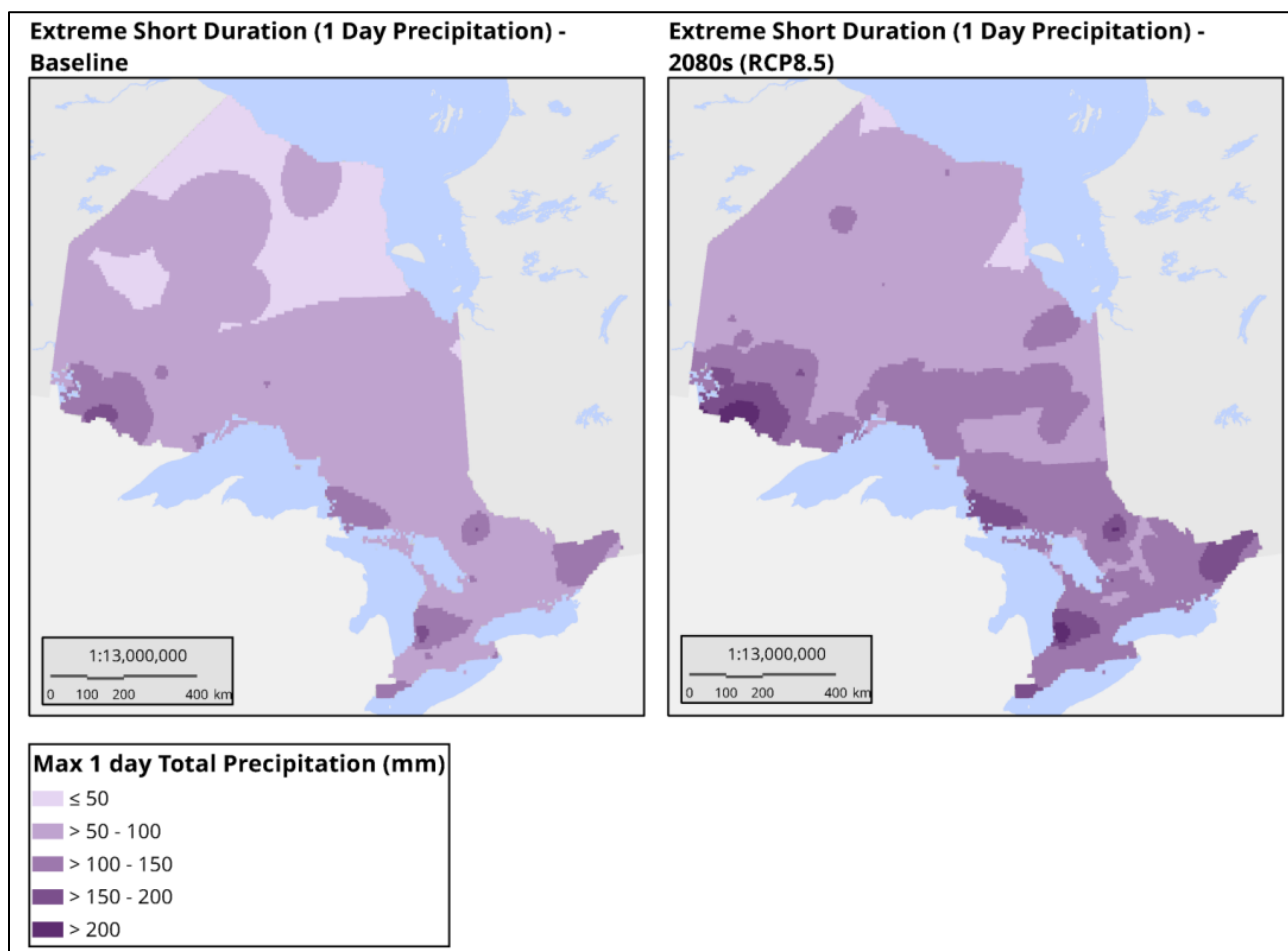 Extreme Short Duration (1 Day Precipitation) -
Baseline
1:13,000,000
0 100 200 400 km
Extreme Short Duration (1 Day Precipitation) -
2080s (RCP8.5)
1:13,000,000
0 100 200 400 km
Max 1 day Total Precipitation (mm)
≤ 50
> 50 - 100
> 100 - 150
> 150 - 200
> 200